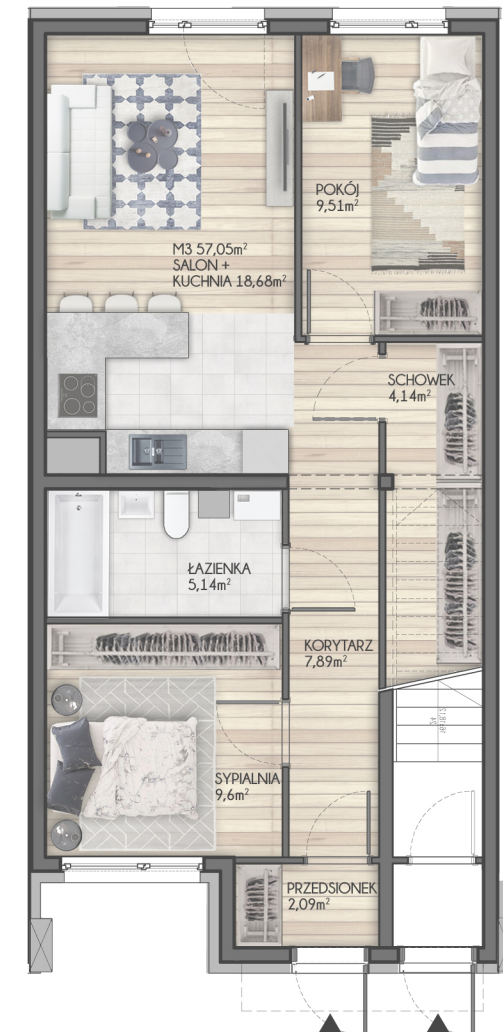 POKÓJ
9,51m²
M3 57,05m²
SALON +
KUCHNIA 18,68m²
SCHOWEK
4,14m²
ŁAZIENKA
5,14m²
KORYTARZ
7,89m²
SYPIALNIA
9,6m²
PRZEDSIONEK
2,09m²